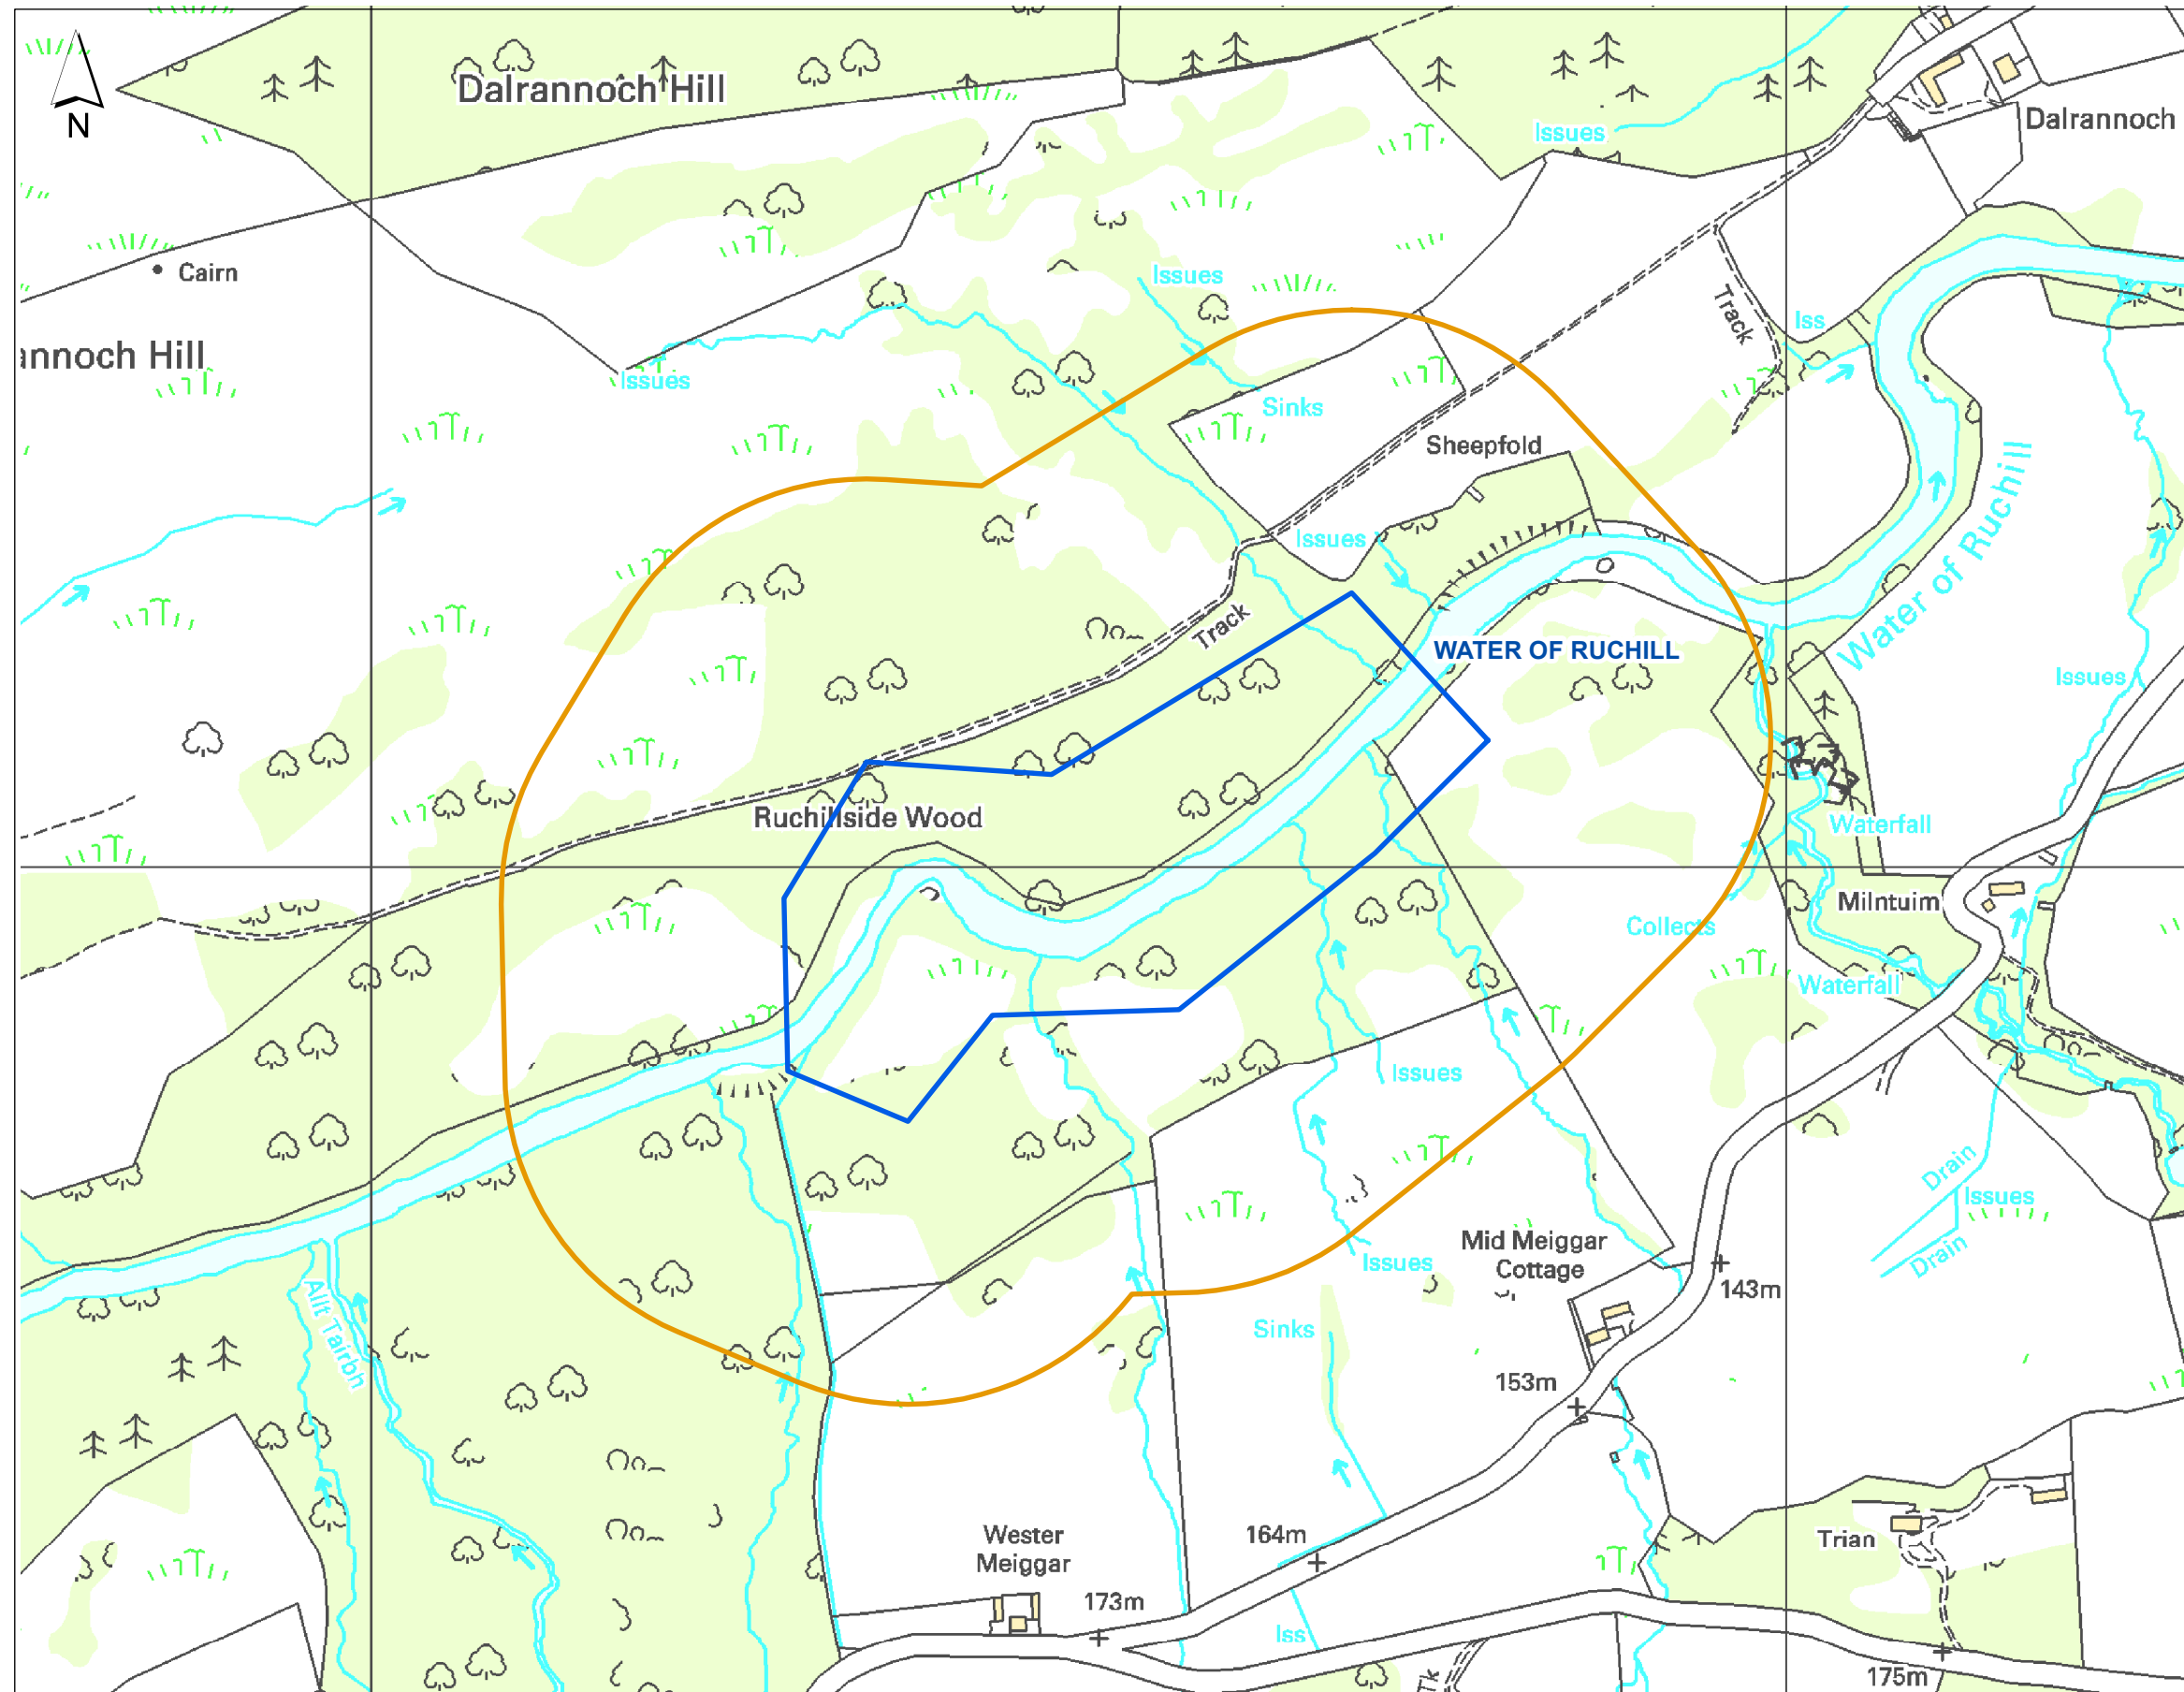 Dalrannoch Hill
N
Issues
Dalrannoch
Cairn
Issues
Track
Iss
annoch Hill
Issues
Sinks
Sheepfold
Water of Ruchill
Issues
Track
WATER OF RUCHILL
Issues
Ruchillside Wood
Waterfall
Milntuim
Collects
Waterfall
Issues
Drain
Issues
Mid Meiggar
Cottage
Drain
Issues
143m
Allt Tairbh
Sinks
153m
Wester
Meiggar
164m
Trian
173m
Iss
Tk
175m